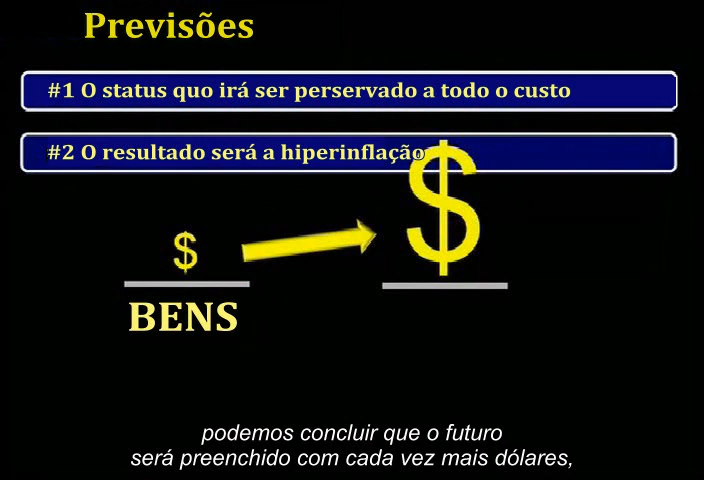 Previsões
#1 O status quo irá ser perservado a todo o custo
#2 O resultado será a hiperinflação
$
$
BENS
podemos concluir que o futuro
será preenchido com cada vez mais dólares,